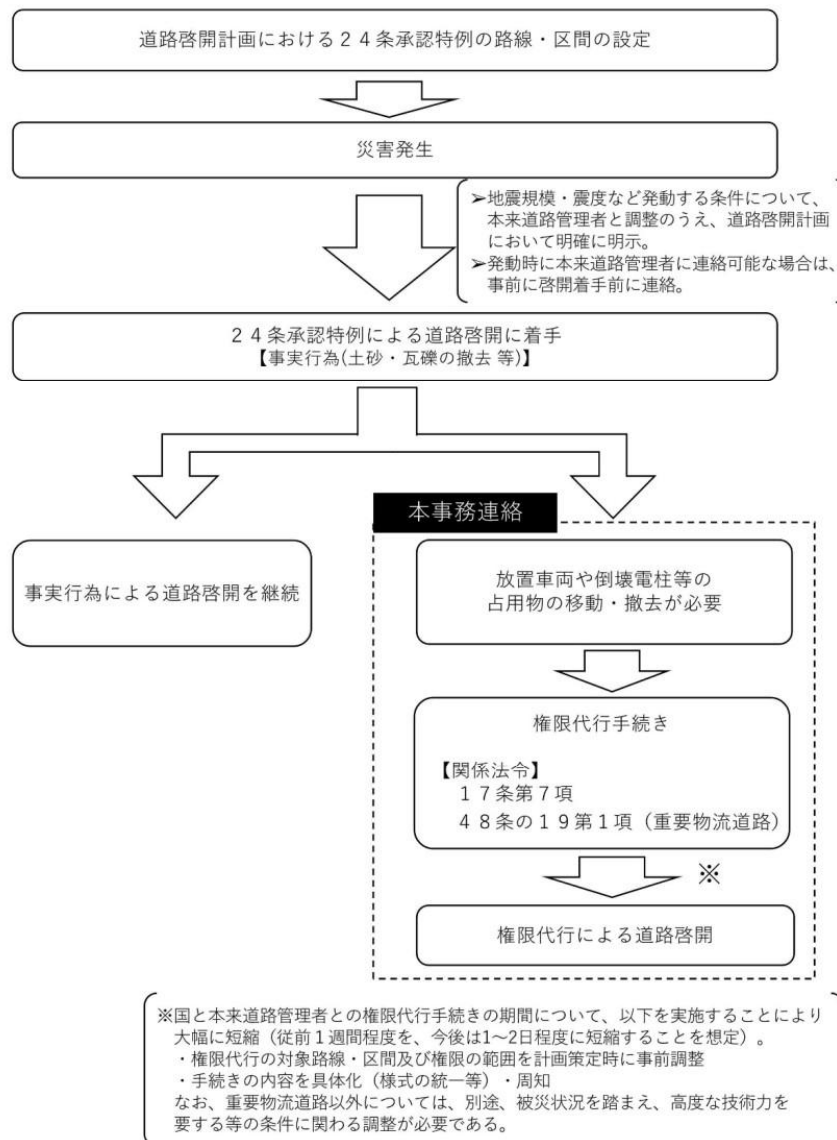 道路啓開計画における２４条承認特例の路線・区間の設定
災害発生
➢地震規模・震度など発動する条件について、
本来道路管理者と調整のうえ、道路啓開計画
において明確に明示。
➢発動時に本来道路管理者に連絡可能な場合は、
事前に啓開着手前に連絡。
２４条承認特例による道路啓開に着手
【事実行為(土砂・瓦礫の撤去 等)】
本事務連絡
事実行為による道路啓開を継続
放置車両や倒壊電柱等の
占用物の移動・撤去が必要
権限代行手続き
【関係法令】
１７条第７項
４８条の１９第１項（重要物流道路）
※
権限代行による道路啓開
※国と本来道路管理者との権限代行手続きの期間について、以下を実施することにより
大幅に短縮（従前１週間程度を、今後は1～2日程度に短縮することを想定）。
・権限代行の対象路線・区間及び権限の範囲を計画策定時に事前調整
・手続きの内容を具体化（様式の統一等）・周知
なお、重要物流道路以外については、別途、被災状況を踏まえ、高度な技術力を
要する等の条件に関わる調整が必要である。